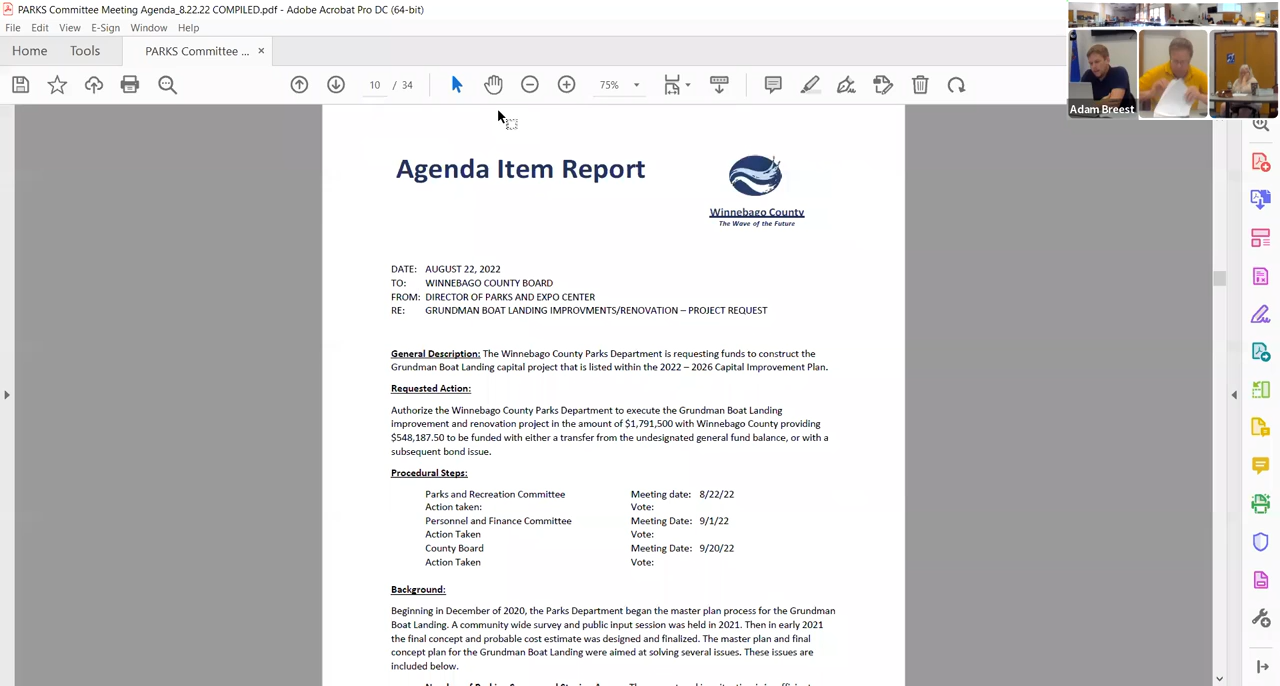 PARKS Committee Meeting Agenda_8.22.22 COMPILED.pdf - Adobe Acrobat Pro DC (64-bit)
File Edit View E-Sign Window Help
Home Tools PARKS Committee ... ×
10 / 34 75%
Adam Breest
Agenda Item Report
Winnebago County
The Wave of the Future
DATE: AUGUST 22, 2022
TO: WINNEBAGO COUNTY BOARD
FROM: DIRECTOR OF PARKS AND EXPO CENTER
RE: GRUNDMAN BOAT LANDING IMPROVMENTS/RENOVATION – PROJECT REQUEST
General Description: The Winnebago County Parks Department is requesting funds to construct the
Grundman Boat Landing capital project that is listed within the 2022 – 2026 Capital Improvement Plan.
Requested Action:
Authorize the Winnebago County Parks Department to execute the Grundman Boat Landing
improvement and renovation project in the amount of $1,791,500 with Winnebago County providing
$548,187.50 to be funded with either a transfer from the undesignated general fund balance, or with a
subsequent bond issue.
Procedural Steps:
Parks and Recreation Committee Meeting date: 8/22/22
Action taken: Vote:
Personnel and Finance Committee Meeting Date: 9/1/22
Action Taken Vote:
County Board Meeting Date: 9/20/22
Action Taken Vote:
Background:
Beginning in December of 2020, the Parks Department began the master plan process for the Grundman
Boat Landing. A community wide survey and public input session was held in 2021. Then in early 2021
the final concept and probable cost estimate was designed and finalized. The master plan and final
concept plan for the Grundman Boat Landing were aimed at solving several issues. These issues are
included below.